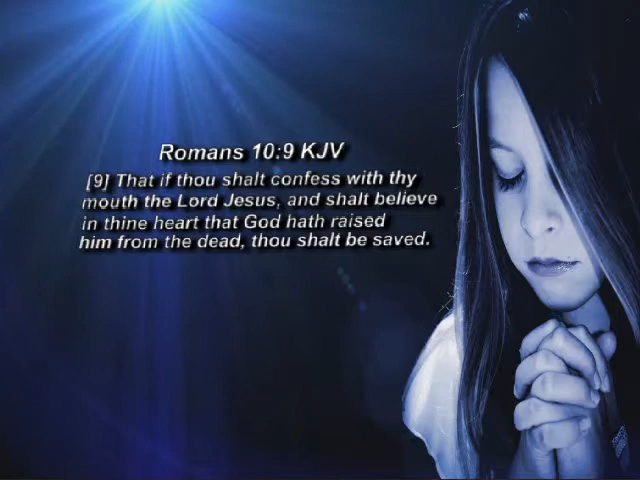 Romans 10:9 KJV
[9] That if thou shalt confess with thy
mouth the Lord Jesus, and shalt believe
in thine heart that God hath raised
him from the dead, thou shalt be saved.